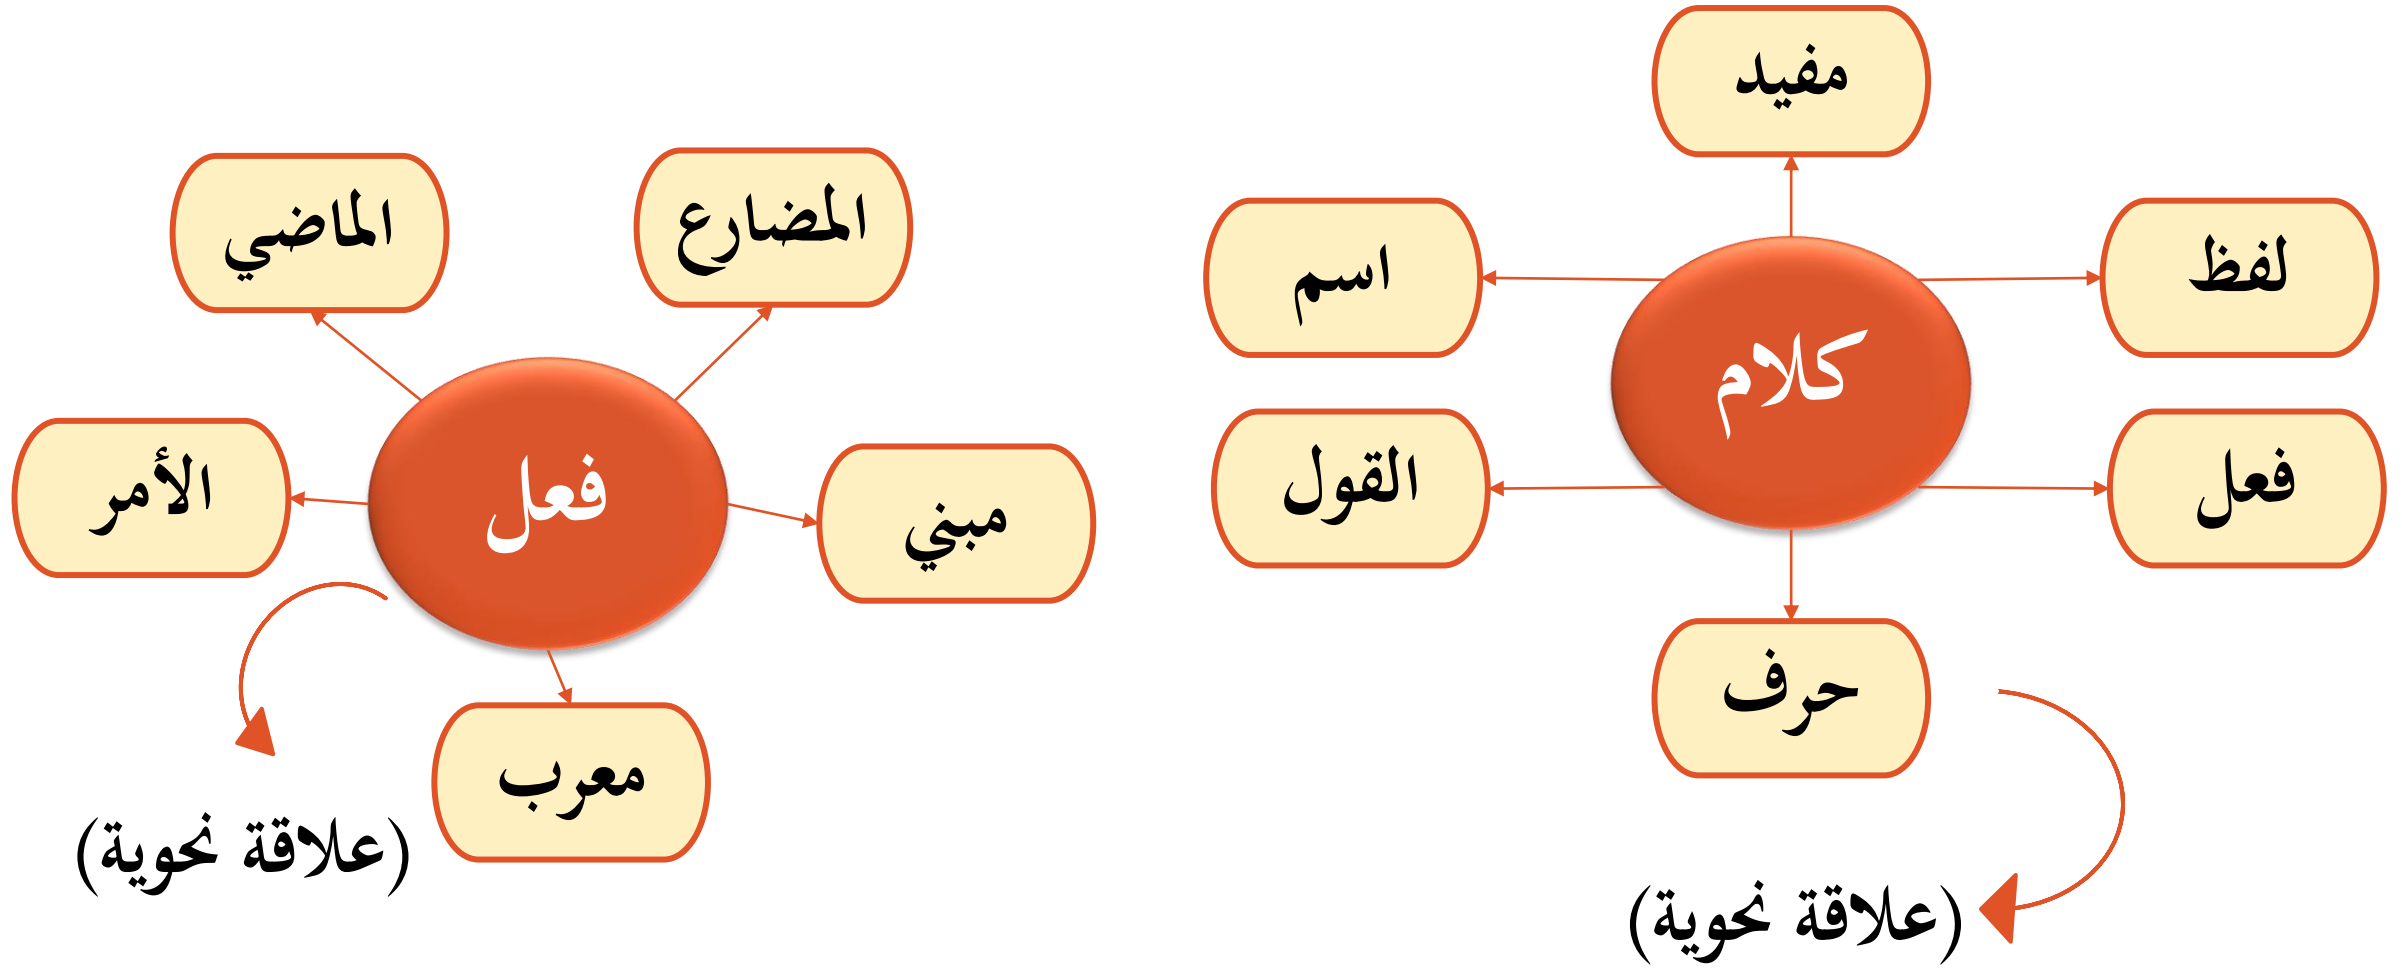 مفيد
لفظ
اسم
كلام
فعل
القول
حرف
(علاقة نحوية)
المضارع
الماضي
فعل
مبني
الأمر
معرب
(علاقة نحوية)